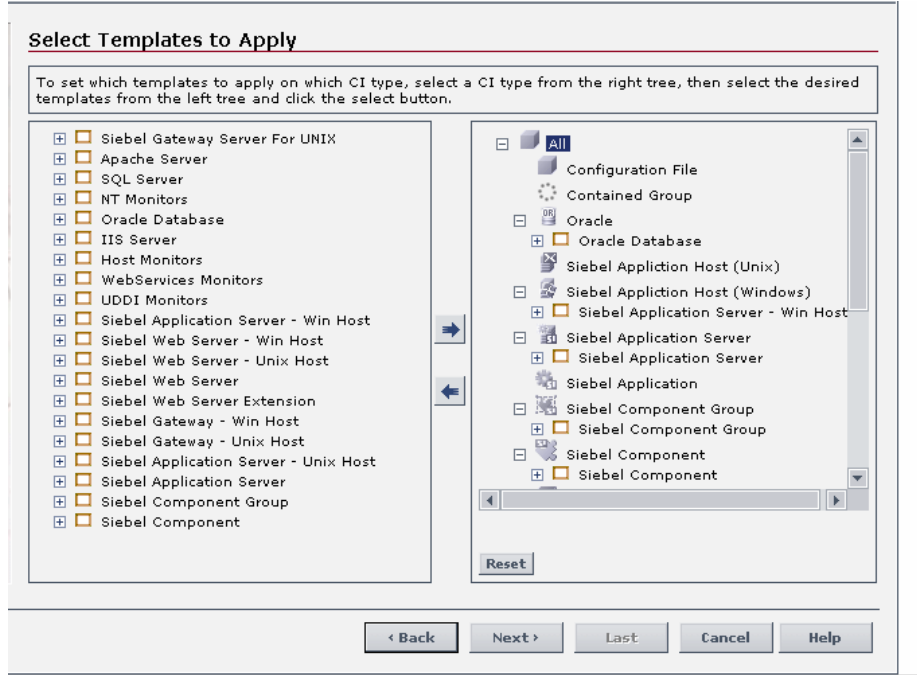 Select Templates to Apply
To set which templates to apply on which CI type, select a CI type from the right tree, then select the desired
templates from the left tree and click the select button.
Siebel Gateway Server For UNIX
Apache Server
SQL Server
NT Monitors
Oracle Database
IIS Server
Host Monitors
WebServices Monitors
UDDI Monitors
Siebel Application Server - Win Host
Siebel Web Server - Win Host
Siebel Web Server - Unix Host
Siebel Web Server
Siebel Web Server Extension
Siebel Gateway - Win Host
Siebel Gateway - Unix Host
Siebel Application Server - Unix Host
Siebel Application Server
Siebel Component Group
Siebel Component
All
Configuration File
Contained Group
Oracle
Oracle Database
Siebel Appliction Host (Unix)
Siebel Appliction Host (Windows)
Siebel Application Server - Win Host
Siebel Application Server
Siebel Application Server
Siebel Application
Siebel Component Group
Siebel Component Group
Siebel Component
Siebel Component
Reset
‹ Back
Next ›
Last
Cancel
Help